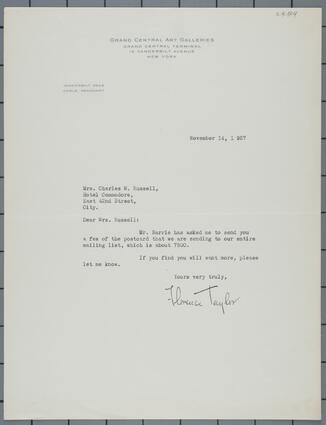 GRAND CENTRAL ART GALLERIES
GRAND CENTRAL TERMINAL
15 VANDERBILT AVENUE
NEW YORK
VANDERBILT
November 14, 1 927
Mrs. Charles M. Russell,
Hotel Commodore,
East 42nd Street,
City.
Dear Mrs. Russell:
Mr. Barrie has asked me to send you
a few of the postcard that we are sending to our entire
mailing list, which is about 7500.
If you find you will want more, please
let me know.
Yours very truly,
Florence Taylor